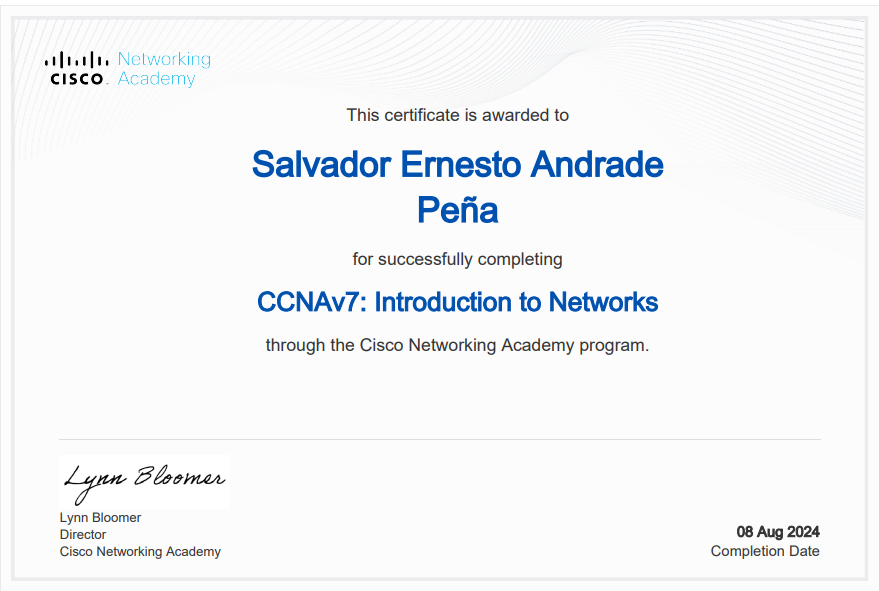 Networking
CISCO Academy
This certificate is awarded to
Salvador Ernesto Andrade
Peña
for successfully completing
CCNAv7: Introduction to Networks
through the Cisco Networking Academy program.
Lynn Bloomer
Lynn Bloomer
Director
Cisco Networking Academy
08 Aug 2024
Completion Date